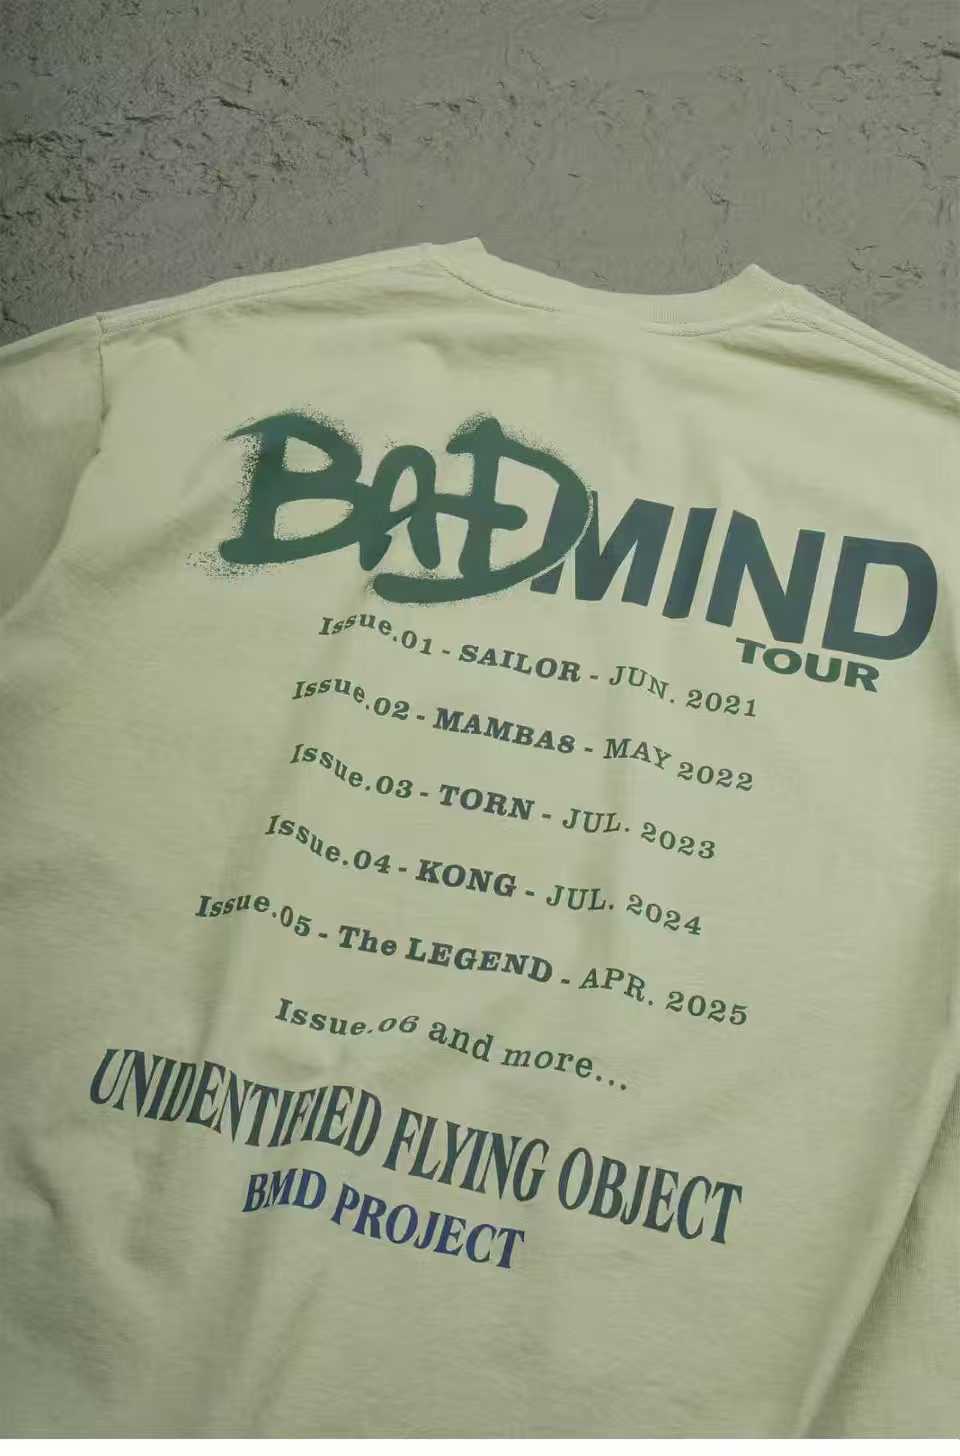 BADMIND
TOUR
Issue.01 - SAILOR - JUN. 2021
Issue.02 - MAMBA8 - MAY 2022
Issue.03 - TORN - JUL. 2023
Issue.04 - KONG - JUL. 2024
Issue.05 - The LEGEND - APR. 2025
Issue.06 and more...
UNIDENTIFIED FLYING OBJECT
BMD PROJECT